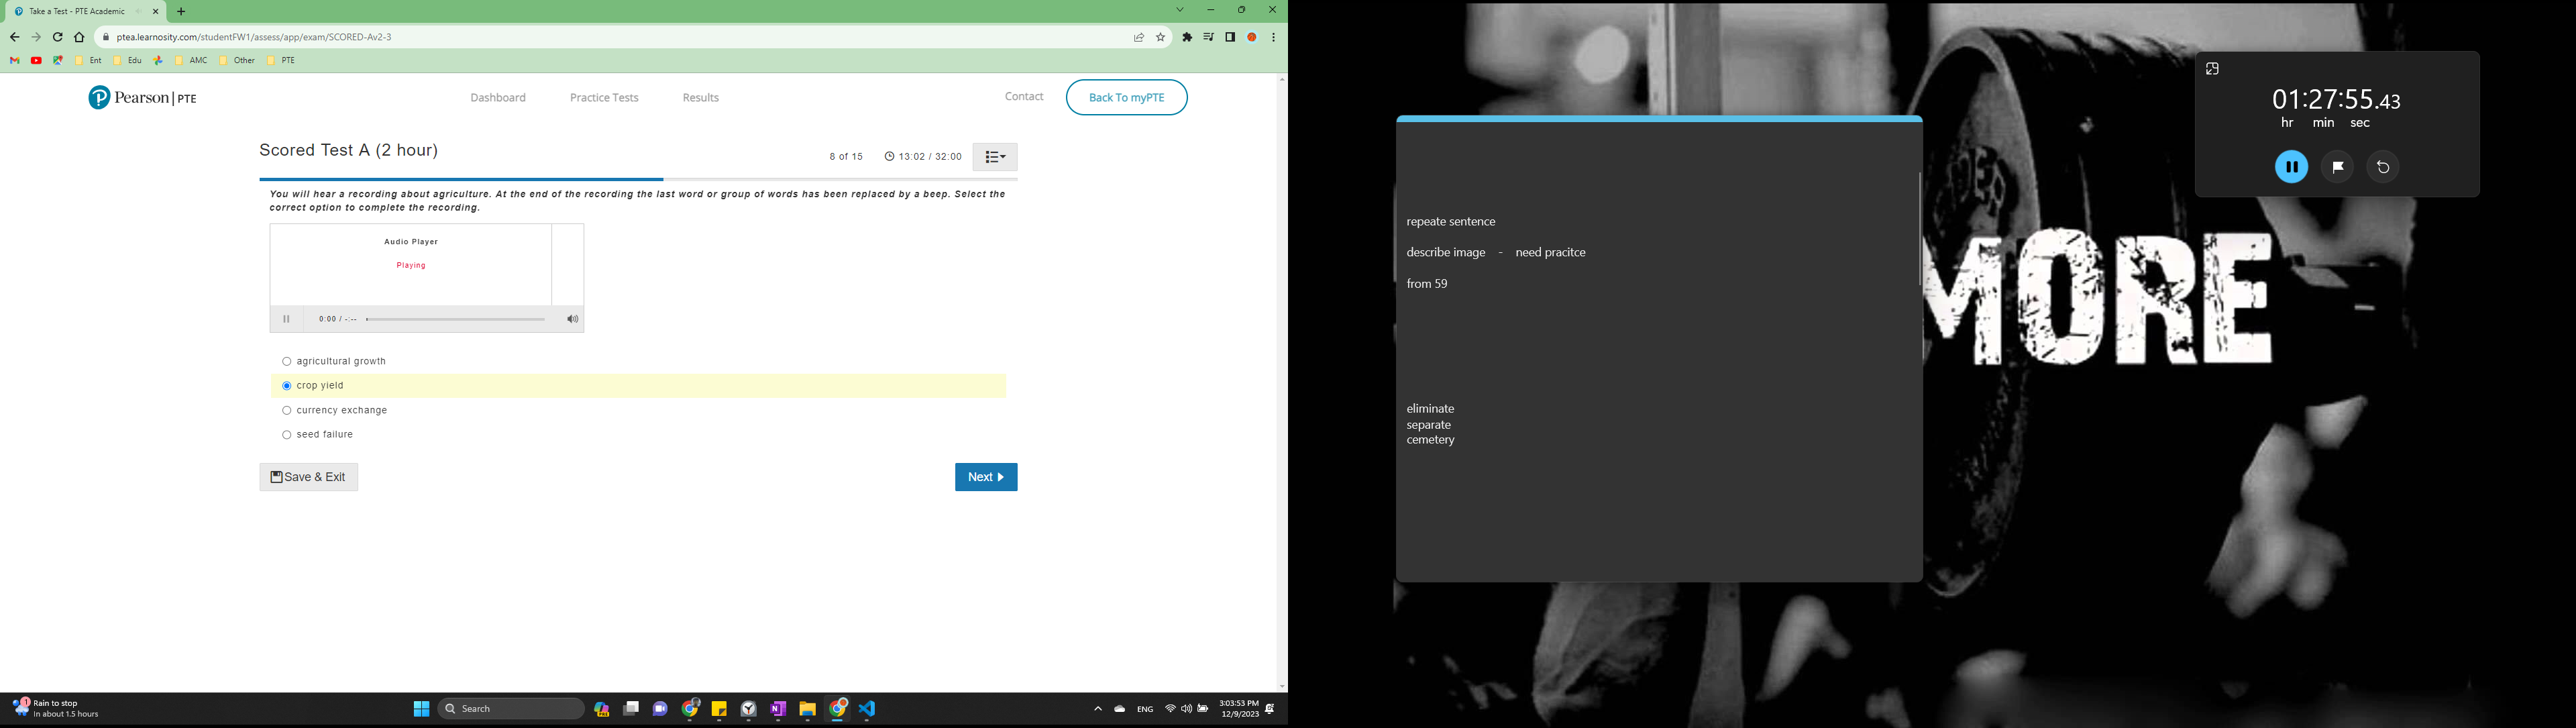 Take a Test - PTE Academic
ptea.learnosity.com/studentFW1/assess/app/exam/SCORED-Av2-3
Ent
Edu
AMC
Other
PTE
Pearson | PTE
Dashboard
Practice Tests
Results
Contact
Back To myPTE
Scored Test A (2 hour)
8 of 15
13:02 / 32:00
You will hear a recording about agriculture. At the end of the recording the last word or group of words has been replaced by a beep. Select the
correct option to complete the recording.
Audio Player
Playing
0:00 / -:--
agricultural growth
crop yield
currency exchange
seed failure
Save & Exit
Next
Rain to stop
In about 1.5 hours
Search
ENG
3:03:53 PM
12/9/2023
repeate sentence
describe image - need pracitce
from 59
eliminate
separate
cemetery
01:27:55.43
hr min sec
MORE